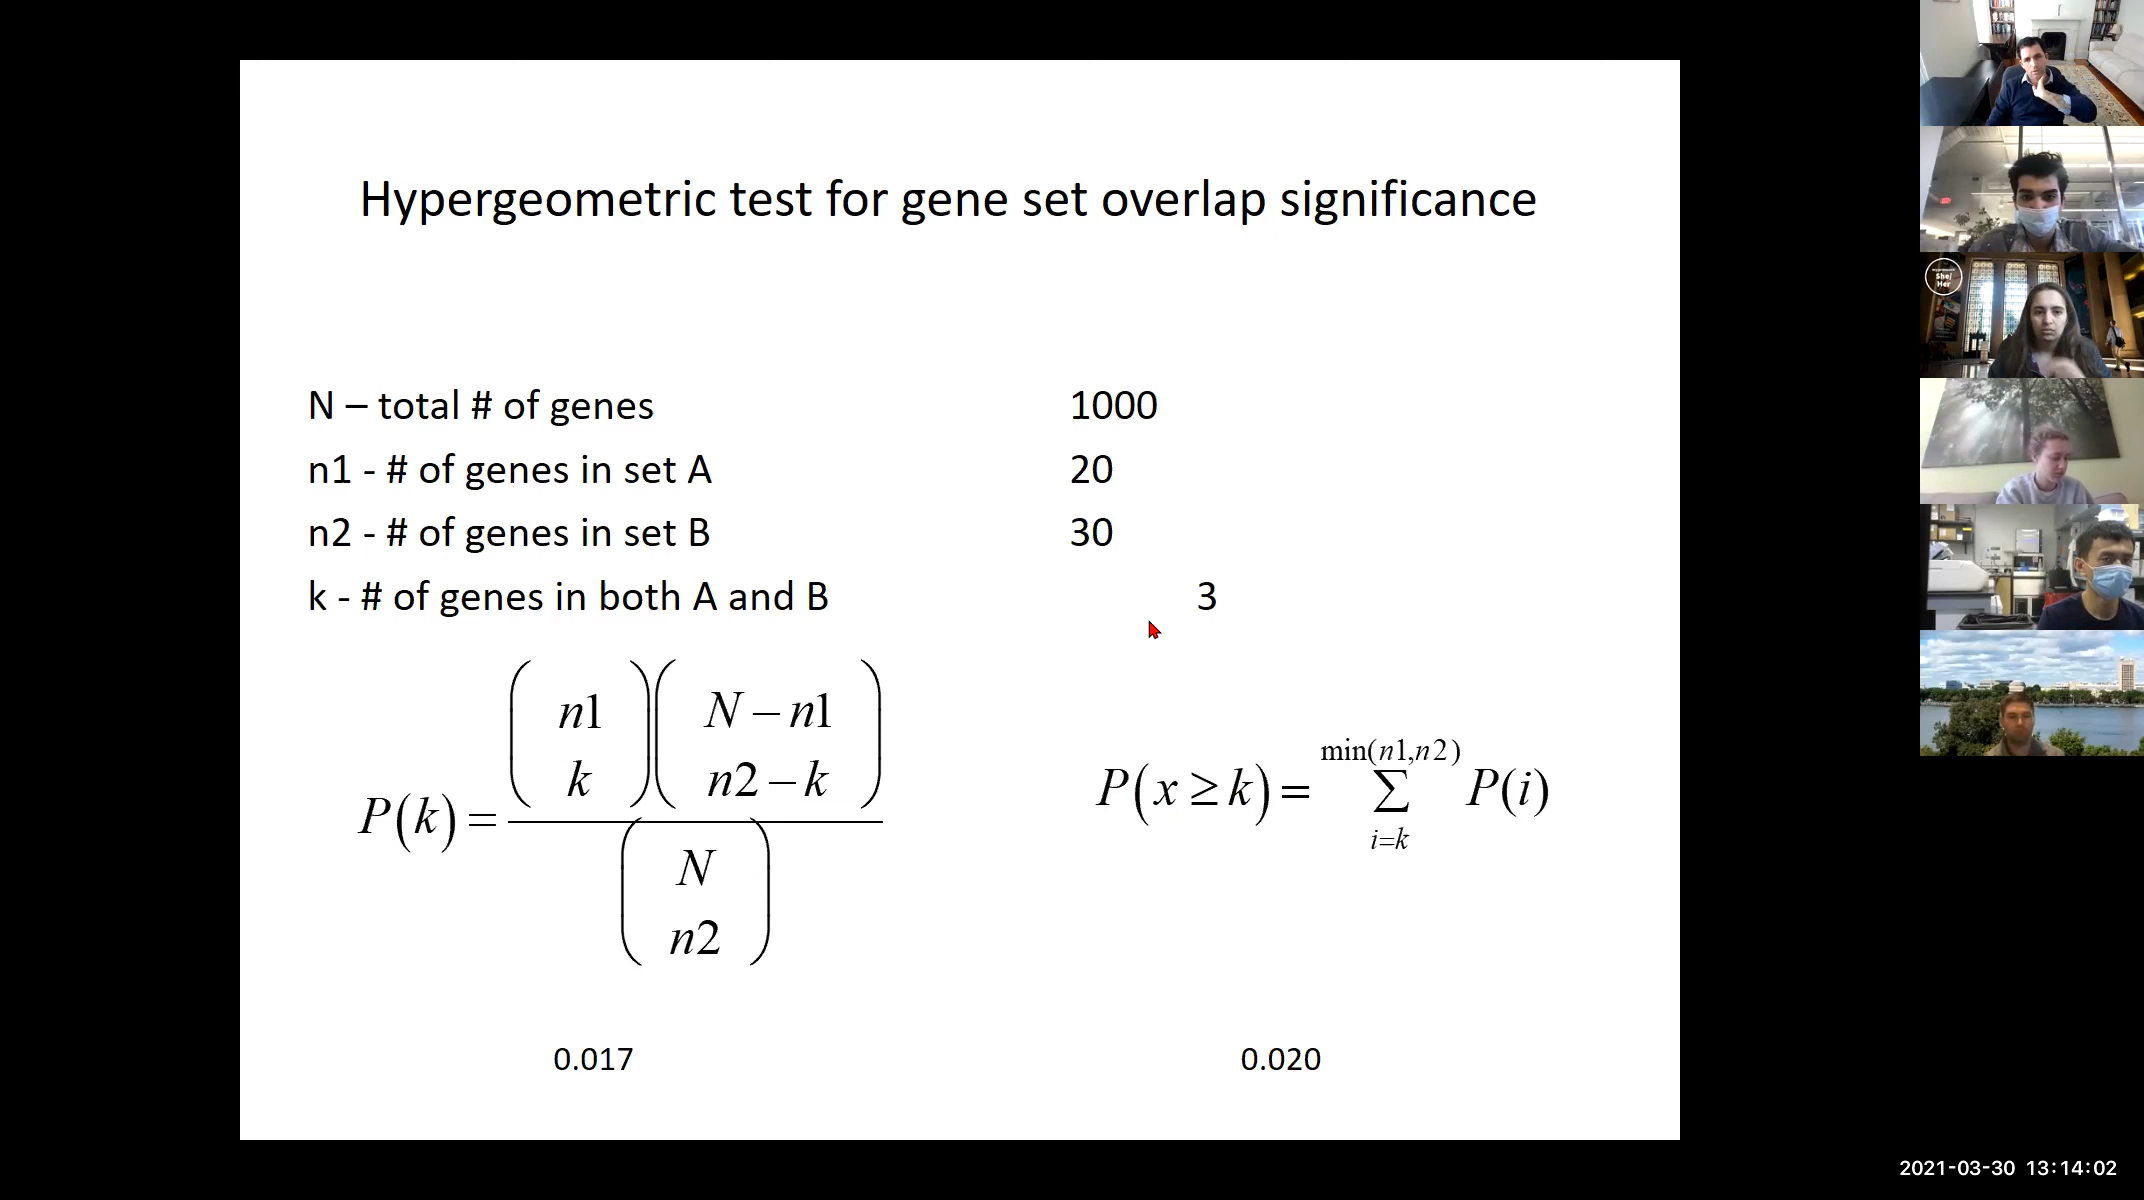 Hypergeometric test for gene set overlap significance
N – total # of genes 1000
n1 - # of genes in set A 20
n2 - # of genes in set B 30
k - # of genes in both A and B 3
P(k) = (n1 k)(N − n1 n2 − k) / (N n2)
P(x ≥ k) = min(n1,n2) ∑ i=k P(i)
0.017
0.020
She/
Her
2021-03-30 13:14:02